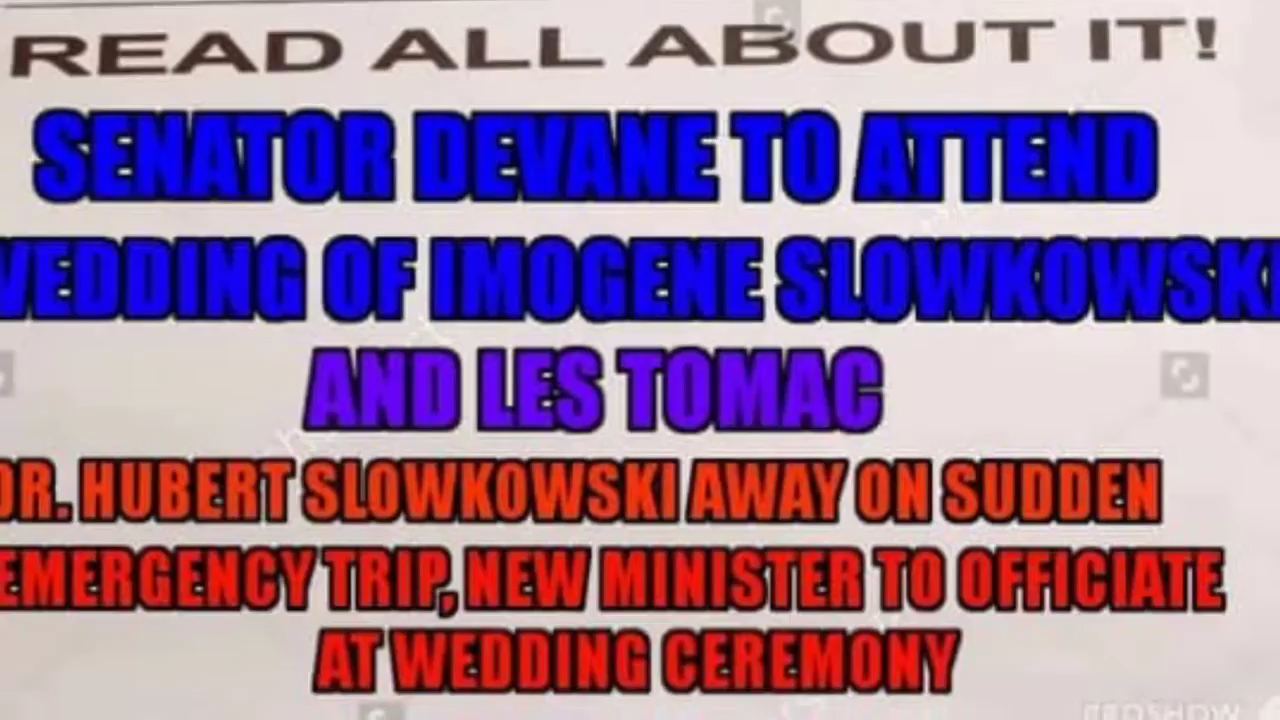 READ ALL ABOUT IT!
SENATOR DEVANE TO ATTEND
WEDDING OF IMOGENE SLOWKOWSKI
AND LES TOMAC
DR. HUBERT SLOWKOWSKI AWAY ON SUDDEN
EMERGENCY TRIP, NEW MINISTER TO OFFICIATE
AT WEDDING CEREMONY
PROSHOW